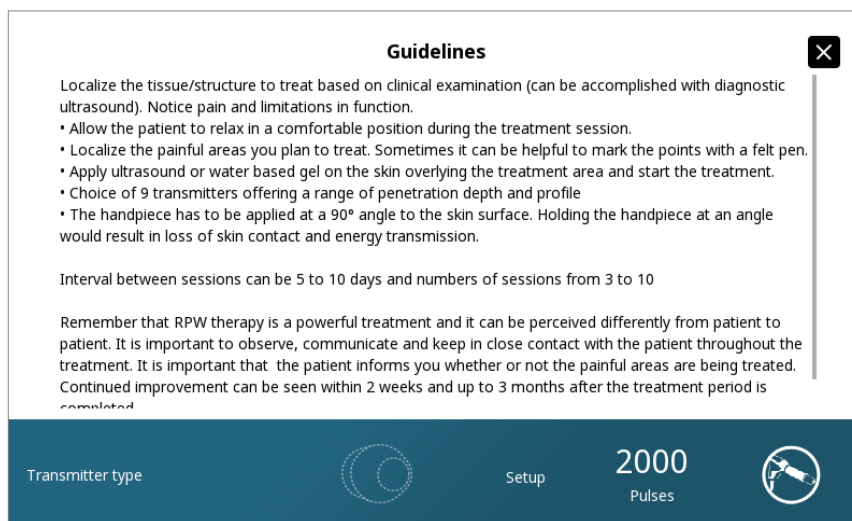 Guidelines
Localize the tissue/structure to treat based on clinical examination (can be accomplished with diagnostic
ultrasound). Notice pain and limitations in function.
• Allow the patient to relax in a comfortable position during the treatment session.
• Localize the painful areas you plan to treat. Sometimes it can be helpful to mark the points with a felt pen.
• Apply ultrasound or water based gel on the skin overlying the treatment area and start the treatment.
• Choice of 9 transmitters offering a range of penetration depth and profile
• The handpiece has to be applied at a 90° angle to the skin surface. Holding the handpiece at an angle
would result in loss of skin contact and energy transmission.
Interval between sessions can be 5 to 10 days and numbers of sessions from 3 to 10
Remember that RPW therapy is a powerful treatment and it can be perceived differently from patient to
patient. It is important to observe, communicate and keep in close contact with the patient throughout the
treatment. It is important that  the patient informs you whether or not the painful areas are being treated.
Continued improvement can be seen within 2 weeks and up to 3 months after the treatment period is
completed
Transmitter type
Setup
2000
Pulses